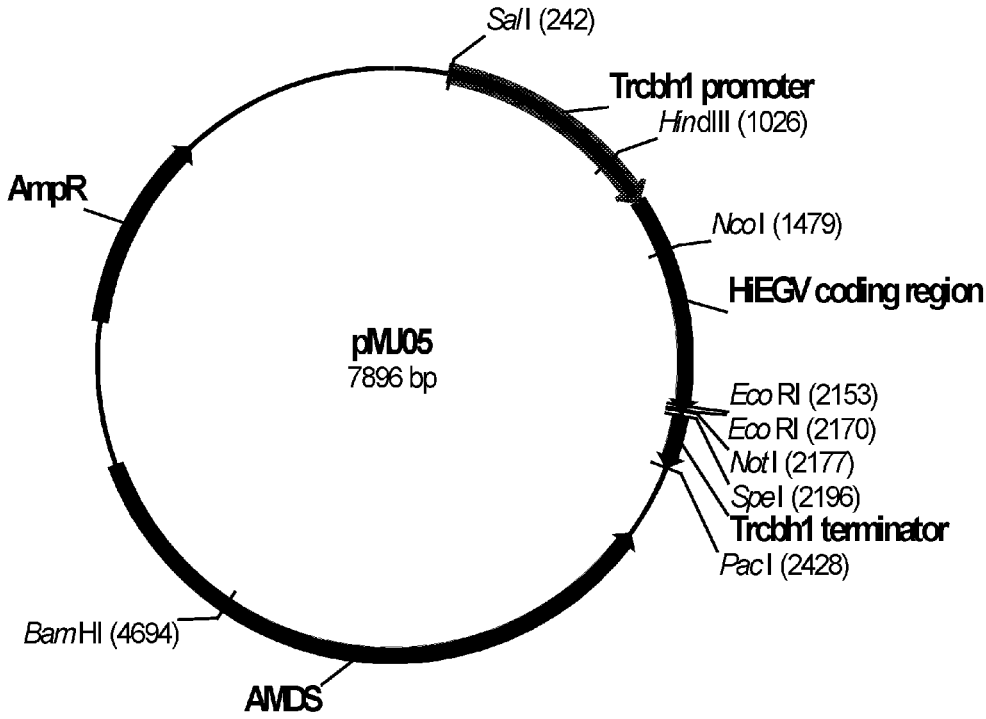 SalI (242)
Trcbh1 promoter
HindIII (1026)
AmpR
NcoI (1479)
HiEGV coding region
pMJ05
7896 bp
EcoRI (2153)
EcoRI (2170)
NotI (2177)
SpeI (2196)
Trcbh1 terminator
PacI (2428)
BamHI (4694)
AMDS